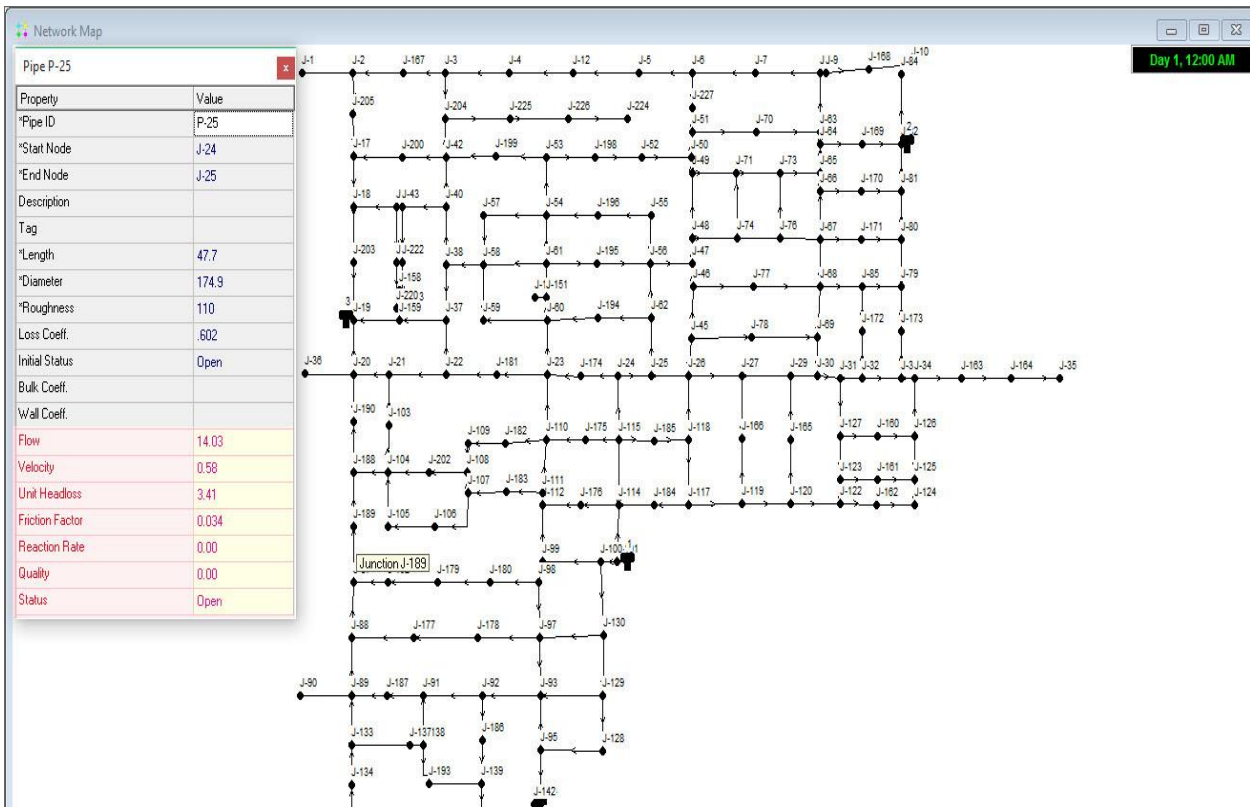 Network Map
Day 1, 12:00 AM
Pipe P-25
x
Property Value
*Pipe ID P-25
*Start Node J-24
*End Node J-25
Description
Tag
*Length 47.7
*Diameter 174.9
*Roughness 110
Loss Coeff. .602
Initial Status Open
Bulk Coeff.
Wall Coeff.
Flow 14.03
Velocity 0.58
Unit Headloss 3.41
Friction Factor 0.034
Reaction Rate 0.00
Quality 0.00
Status Open
J-1 J-2 J-167 J-3 J-4 J-12 J-5 J-6 J-7 J-9 J-168 J-10
J-84
J-205 J-204 J-225 J-226 J-224 J-227
J-51 J-70 J-63
J-64 J-169 2
J-17 J-200 J-42 J-199 J-53 J-198 J-52 J-50
J-49 J-71 J-73 J-65
J-66 J-170 J-81
J-18 J-43 J-40 J-57 J-54 J-196 J-55
J-48 J-74 J-76 J-67 J-171 J-80
J-203 J-222 J-38 J-58 J-61 J-195 J-56 J-47
J-158 J-46 J-77 J-68 J-85 J-79
J-151
3 J-19 J-159 J-37 J-59 J-60 J-194 J-62
J-45 J-78 J-69 J-172 J-173
J-36 J-20 J-21 J-22 J-181 J-23 J-174 J-24 J-25 J-26 J-27 J-29 J-30 J-31 J-32 J-34 J-163 J-164 J-35
J-190 J-103
J-109 J-182 J-110 J-175 J-115 J-185 J-118 J-166 J-165 J-127 J-160 J-126
J-188 J-104 J-202 J-108
J-107 J-183 J-111 J-123 J-161 J-125
J-112 J-176 J-114 J-184 J-117 J-119 J-120 J-122 J-162 J-124
J-189 J-105 J-106
J-99 J-100 1
Junction J-189
J-179 J-180 J-98
J-88 J-177 J-178 J-97 J-130
J-90 J-89 J-187 J-91 J-92 J-93 J-129
J-133 J-137 138 J-186 J-95 J-128
J-134 J-193 J-139
J-142